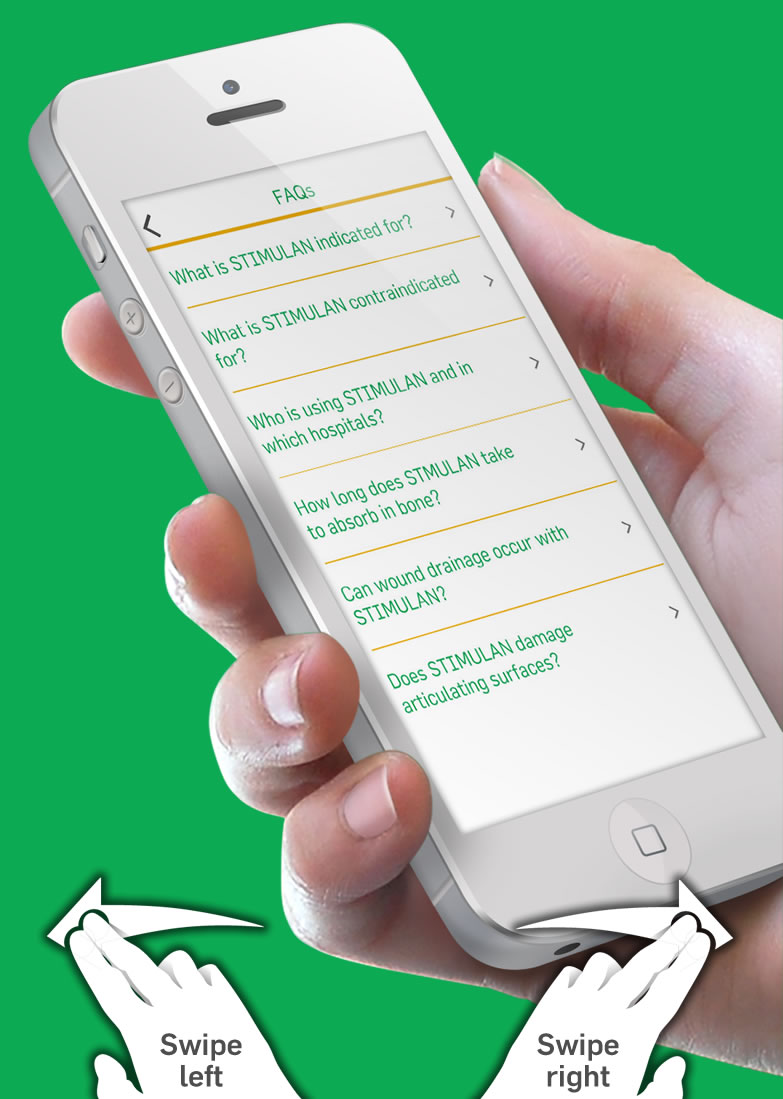 FAQs
What is STIMULAN indicated for?
What is STIMULAN contraindicated
for?
Who is using STIMULAN and in
which hospitals?
How long does STMULAN take
to absorb in bone?
Can wound drainage occur with
STIMULAN?
Does STIMULAN damage
articulating surfaces?
Swipe
left
Swipe
right